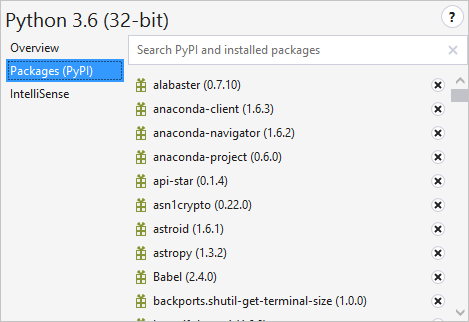 Python 3.6 (32-bit)
?
Overview
Packages (PyPI)
IntelliSense
Search PyPI and installed packages
alabaster (0.7.10)
anaconda-client (1.6.3)
anaconda-navigator (1.6.2)
anaconda-project (0.6.0)
api-star (0.1.4)
asn1crypto (0.22.0)
astroid (1.6.1)
astropy (1.3.2)
Babel (2.4.0)
backports.shutil-get-terminal-size (1.0.0)